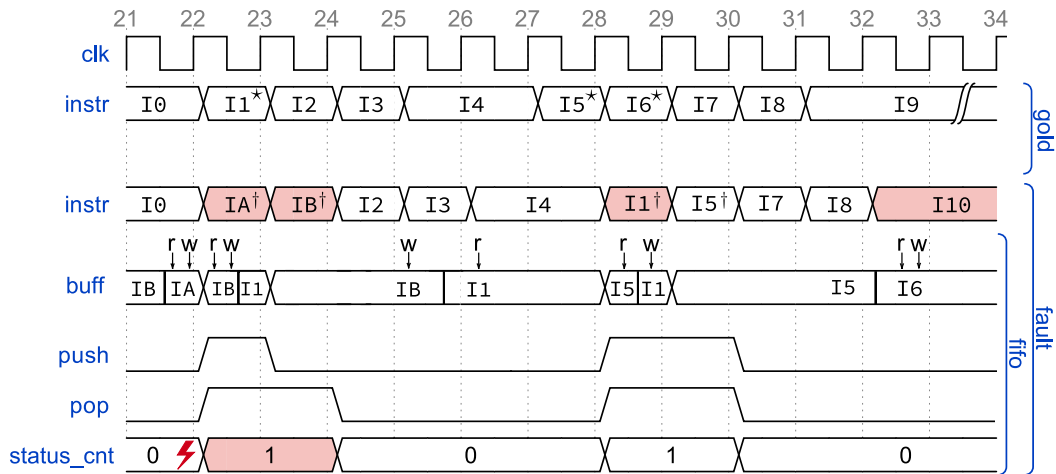 21 22 23 24 25 26 27 28 29 30 31 32 33 34
clk
instr I0 I1★ I2 I3 I4 I5★ I6★ I7 I8 I9
gold
instr I0 IA† IB† I2 I3 I4 I1† I5† I7 I8 I10
r w r w w r r w r w
buff IB IA IB I1 IB I1 I5 I1 I5 I6
push
pop
status_cnt 0 1 0 1 0
fifo
fault